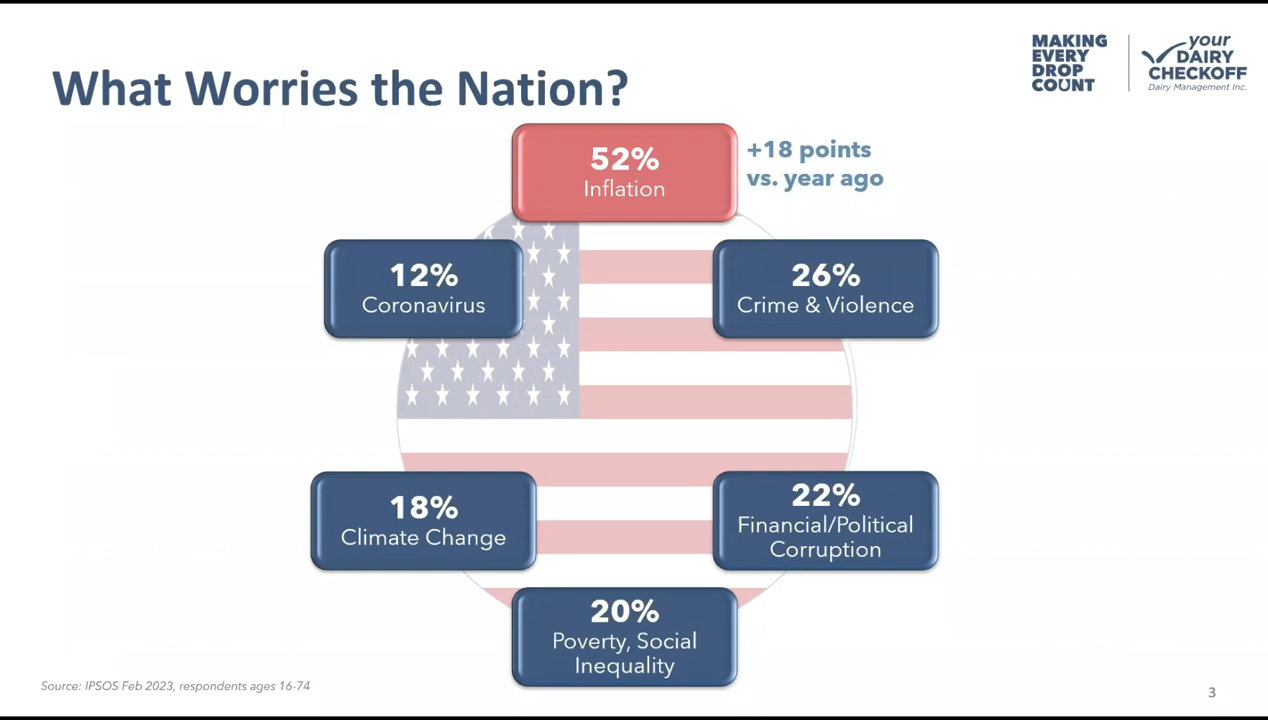 MAKING
EVERY
DROP
COUNT
your
DAIRY
CHECKOFF
Dairy Management Inc.
What Worries the Nation?
52%
Inflation
+18 points
vs. year ago
12%
Coronavirus
26%
Crime & Violence
18%
Climate Change
22%
Financial/Political
Corruption
20%
Poverty, Social
Inequality
Source: IPSOS Feb 2023, respondents ages 16-74
3